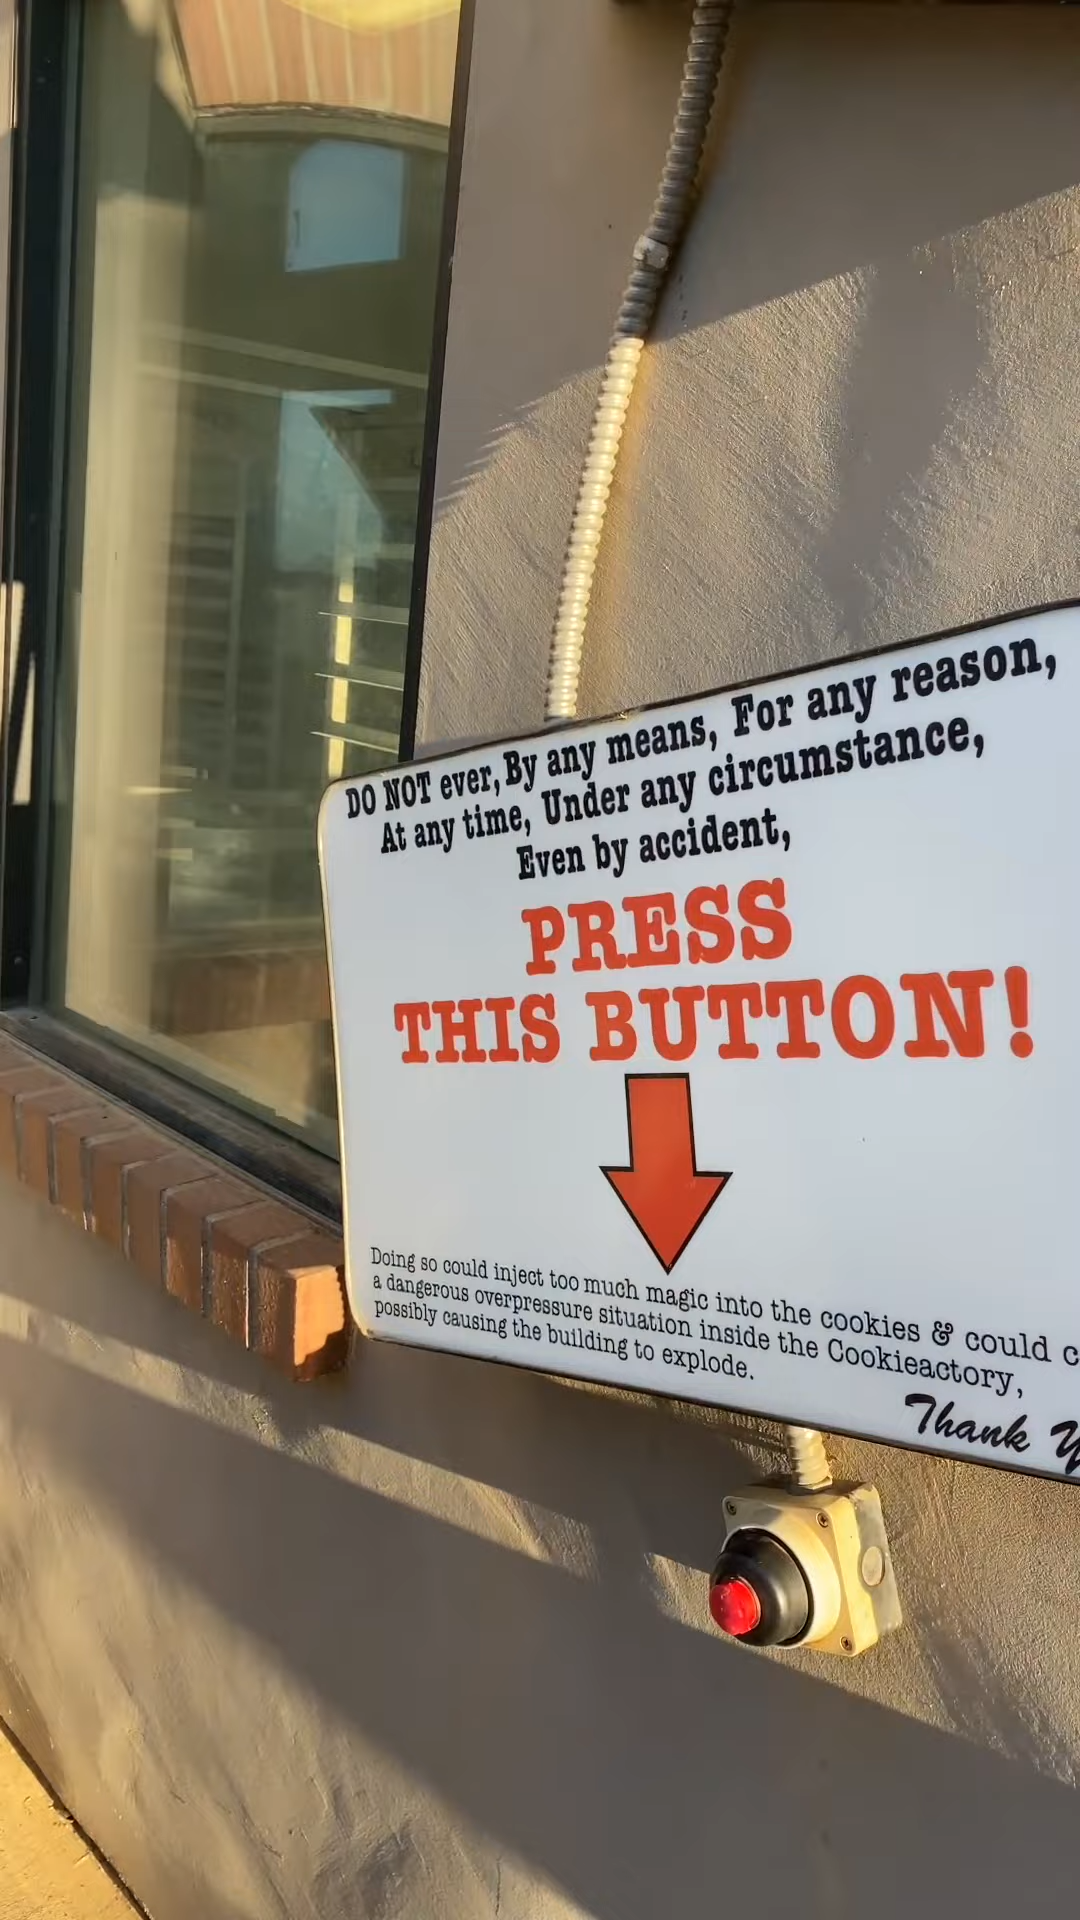 DO NOT ever, By any means, For any reason,
At any time, Under any circumstance,
Even by accident,
PRESS
THIS BUTTON!
Doing so could inject too much magic into the cookies & could c
a dangerous overpressure situation inside the Cookieactory,
possibly causing the building to explode.
Thank Y